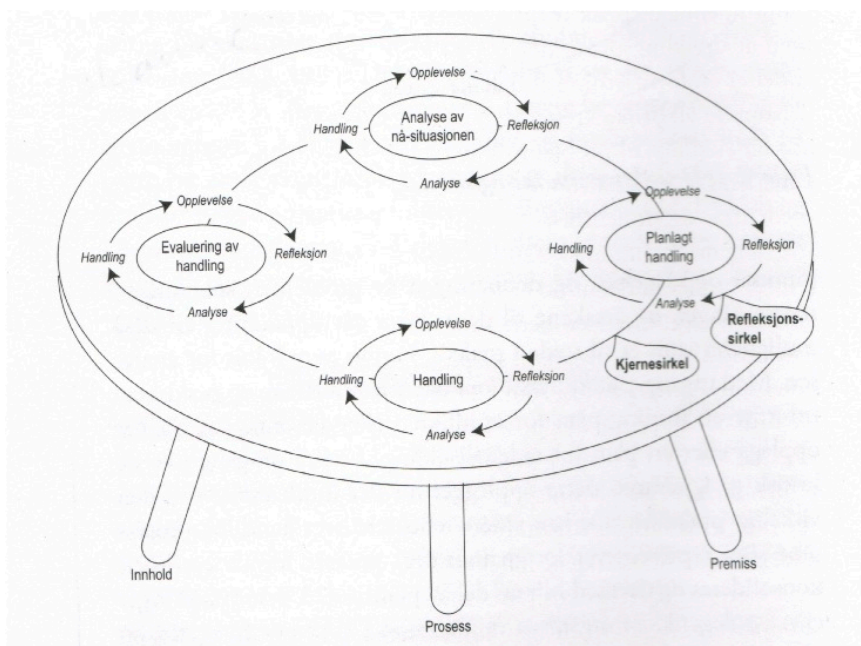 Opplevelse
Handling
Analyse av
nå-situasjonen
Refleksjon
Analyse
Opplevelse
Handling
Evaluering av
handling
Refleksjon
Analyse
Opplevelse
Handling
Planlagt
handling
Refleksjon
Analyse
Refleksjons-
sirkel
Kjernesirkel
Opplevelse
Handling
Handling
Refleksjon
Analyse
Innhold
Prosess
Premiss